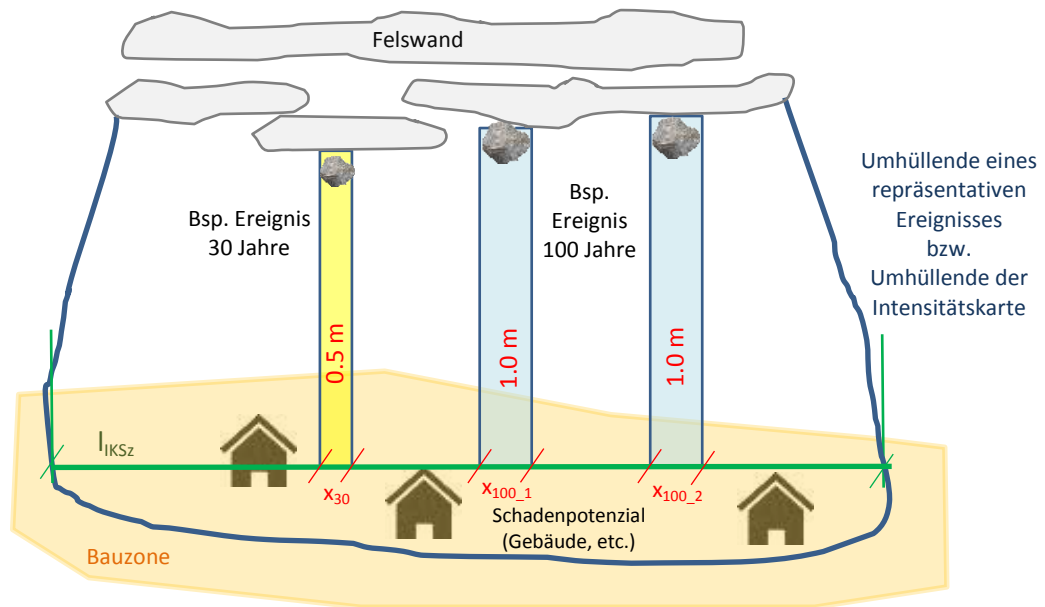 Felswand
Bsp. Ereignis
30 Jahre
Bsp.
Ereignis
100 Jahre
Umhüllende eines
repräsentativen
Ereignisses
bzw.
Umhüllende der
Intensitätskarte
0.5 m
1.0 m
1.0 m
lIKSz
x30
x100_1
x100_2
Schadenpotenzial
(Gebäude, etc.)
Bauzone